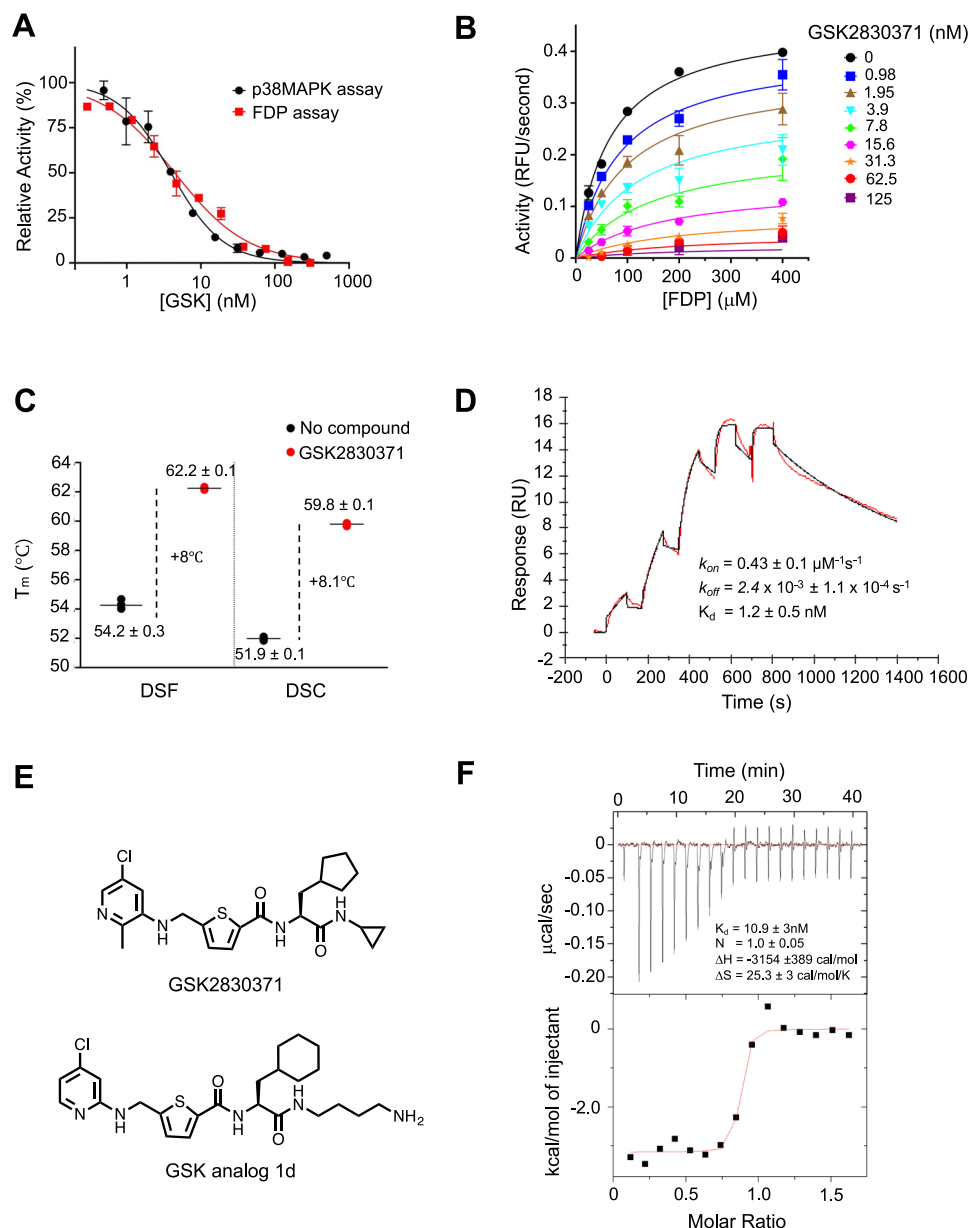 A
100
75
50
25
0
Relative Activity (%)
p38MAPK assay
FDP assay
1
10
100
1000
[GSK] (nM)
B
GSK2830371 (nM)
0
0.98
1.95
3.9
7.8
15.6
31.3
62.5
125
0.4
0.3
0.2
0.1
0.0
Activity (RFU/second)
0
100
200
300
400
[FDP] (μM)
C
No compound
GSK2830371
64
62
60
58
56
54
52
50
Tm (°C)
62.2 ± 0.1
59.8 ± 0.1
+8°C
+8.1°C
54.2 ± 0.3
51.9 ± 0.1
DSF
DSC
D
18
16
14
12
10
8
6
4
2
0
-2
Response (RU)
kon = 0.43 ± 0.1 μM⁻¹s⁻¹
koff = 2.4 x 10⁻³ ± 1.1 x 10⁻⁴ s⁻¹
Kd = 1.2 ± 0.5 nM
-200 0 200 400 600 800 1000 1200 1400 1600
Time (s)
E
Cl
N
N
H
S
O
N
H
O
H
N
GSK2830371
Cl
N
N
H
S
O
N
H
O
H
N
NH2
GSK analog 1d
F
Time (min)
0 10 20 30 40
0
-0.05
-0.10
-0.15
-0.20
μcal/sec
Kd = 10.9 ± 3nM
N = 1.0 ± 0.05
ΔH = -3154 ±389 cal/mol
ΔS = 25.3 ± 3 cal/mol/K
0
-2.0
kcal/mol of injectant
0 0.5 1.0 1.5
Molar Ratio